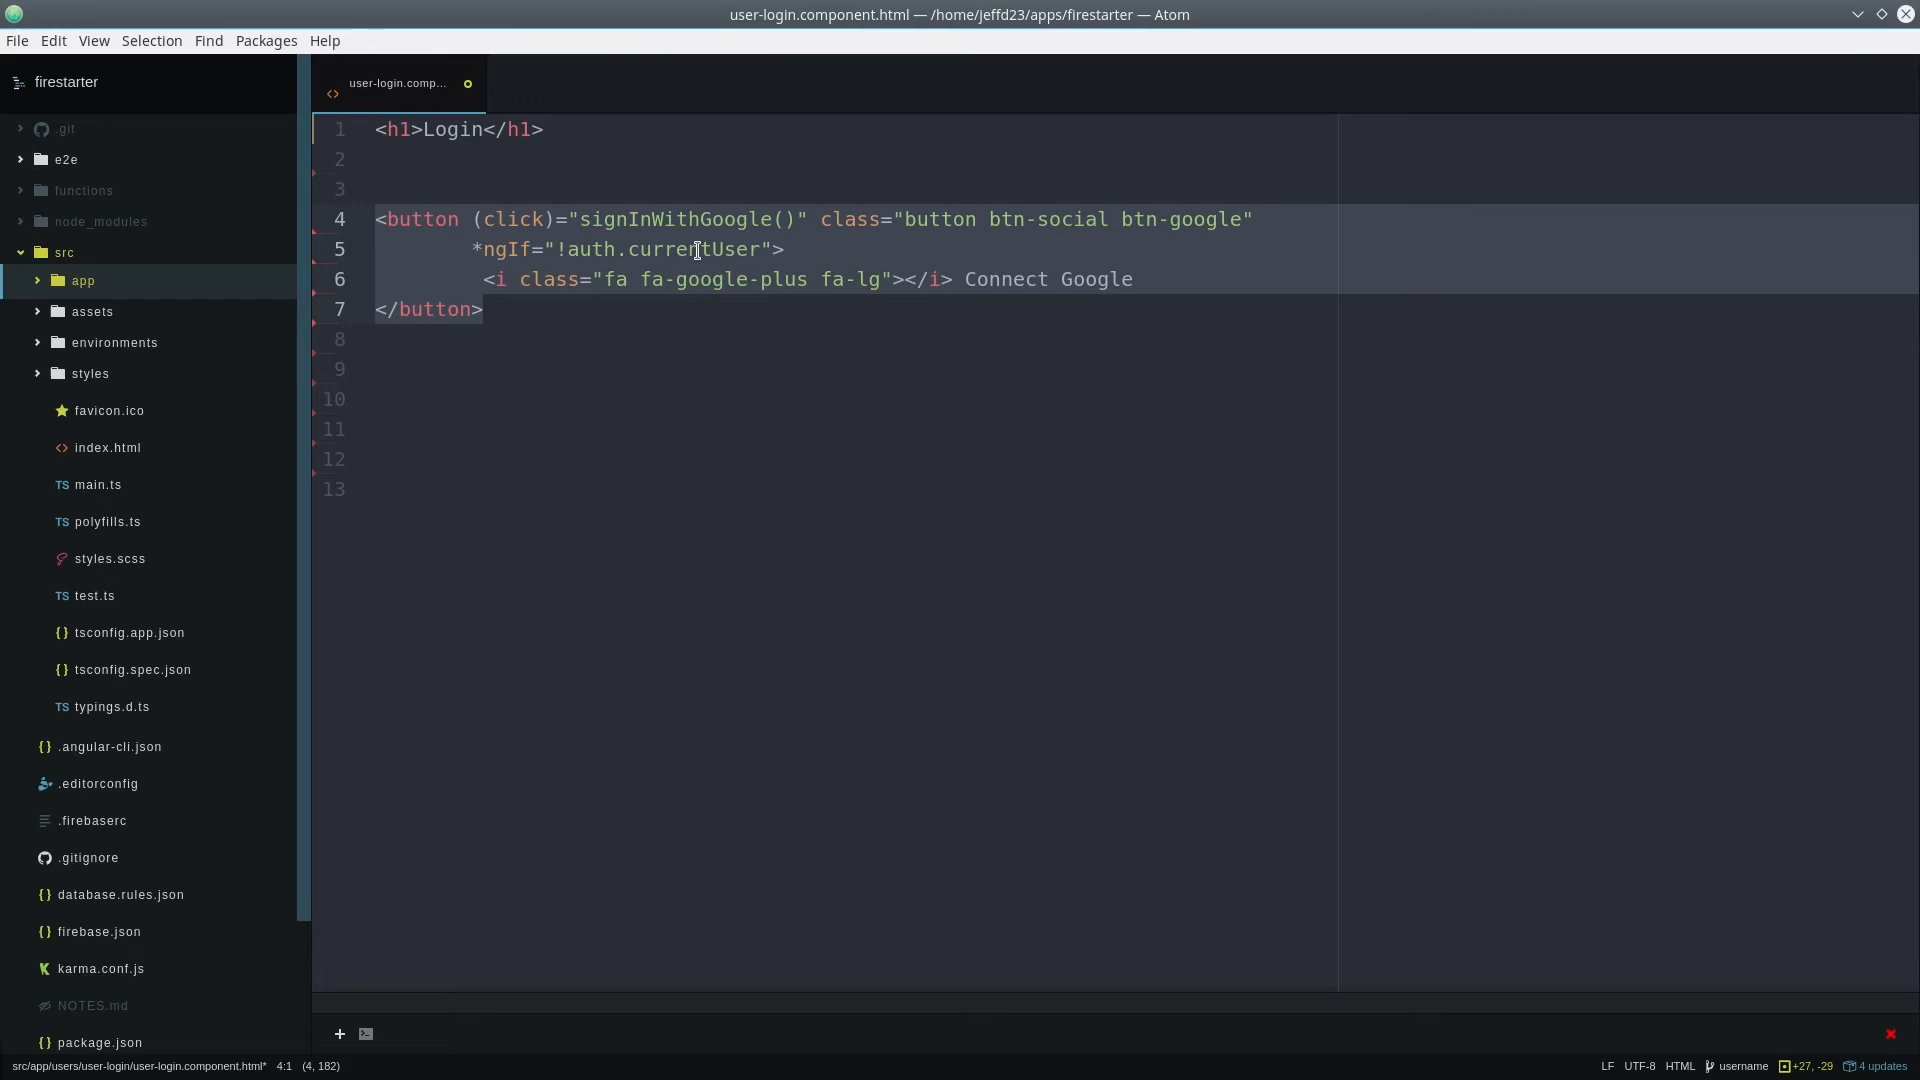 user-login.component.html — /home/jeffd23/apps/firestarter — Atom
File Edit View Selection Find Packages Help
firestarter
user-login.comp...
.git
e2e
functions
node_modules
src
app
assets
environments
styles
favicon.ico
index.html
TS main.ts
TS polyfills.ts
styles.scss
TS test.ts
{} tsconfig.app.json
{} tsconfig.spec.json
TS typings.d.ts
{} .angular-cli.json
.editorconfig
.firebaserc
.gitignore
{} database.rules.json
{} firebase.json
karma.conf.js
NOTES.md
{} package.json
1 <h1>Login</h1>
2
3
4 <button (click)="signInWithGoogle()" class="button btn-social btn-google"
5 *ngIf="!auth.currentUser">
6 <i class="fa fa-google-plus fa-lg"></i> Connect Google
7 </button>
8
9
10
11
12
13
src/app/users/user-login/user-login.component.html* 4:1 (4, 182)
LF UTF-8 HTML username +27, -29 4 updates